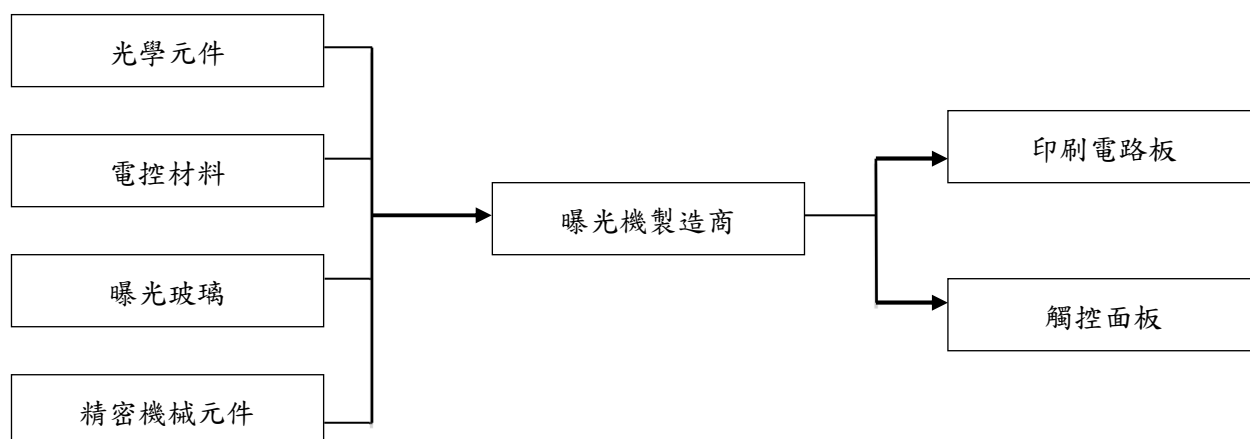 光學元件
電控材料
曝光玻璃
精密機械元件
曝光機製造商
印刷電路板
觸控面板